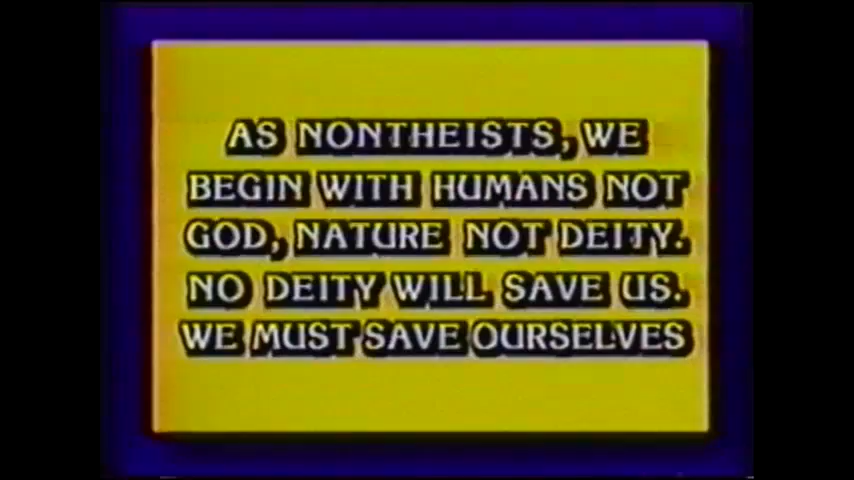 AS NONTHEISTS, WE
BEGIN WITH HUMANS NOT
GOD, NATURE NOT DEITY.
NO DEITY WILL SAVE US.
WE MUST SAVE OURSELVES